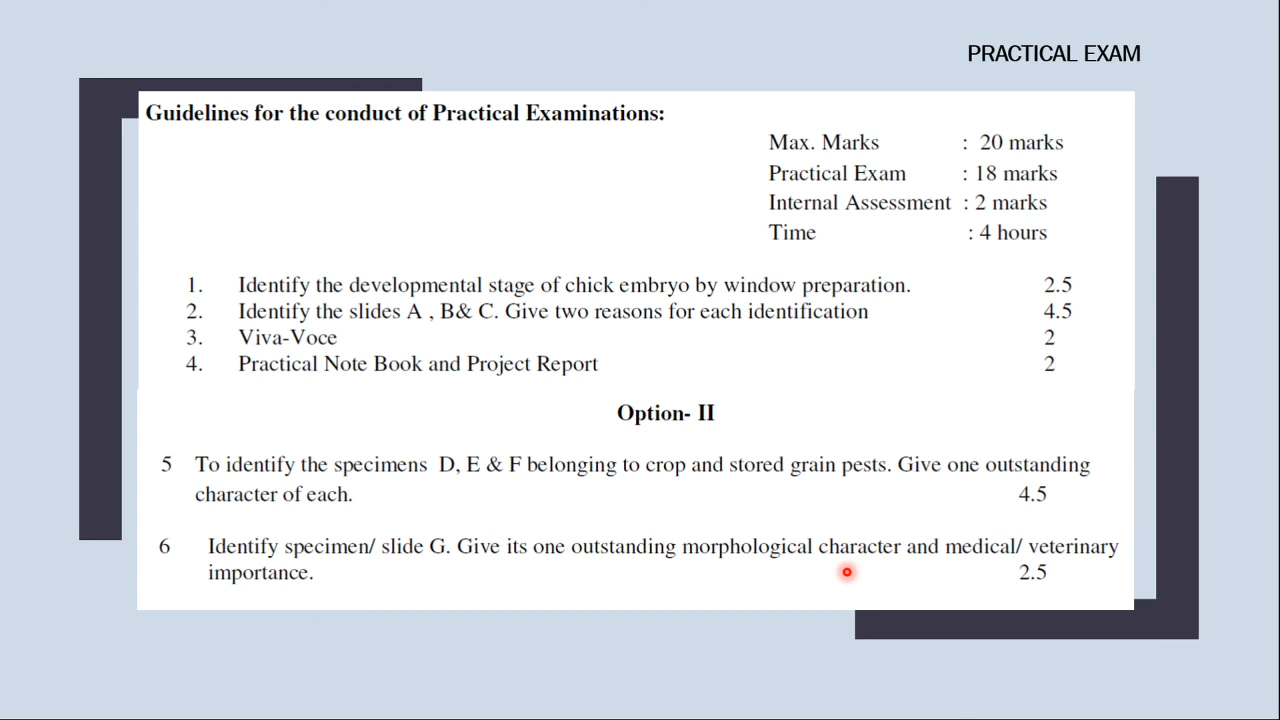 PRACTICAL EXAM
Guidelines for the conduct of Practical Examinations:
Max. Marks : 20 marks
Practical Exam : 18 marks
Internal Assessment : 2 marks
Time : 4 hours
1. Identify the developmental stage of chick embryo by window preparation. 2.5
2. Identify the slides A , B& C. Give two reasons for each identification 4.5
3. Viva-Voce 2
4. Practical Note Book and Project Report 2
Option- II
5 To identify the specimens D, E & F belonging to crop and stored grain pests. Give one outstanding
character of each. 4.5
6 Identify specimen/ slide G. Give its one outstanding morphological character and medical/ veterinary
importance. 2.5